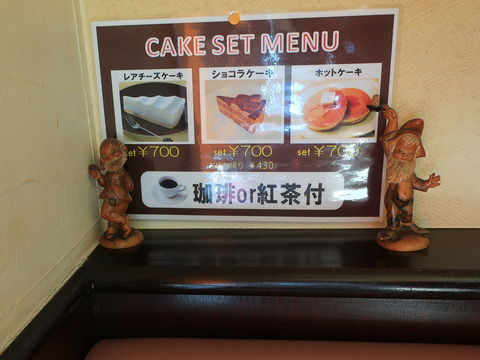 CAKE SET MENU
レアチーズケーキ ショコラケーキ ホットケーキ
set ￥700 set ￥700 set ￥700
￥430
珈琲or紅茶付